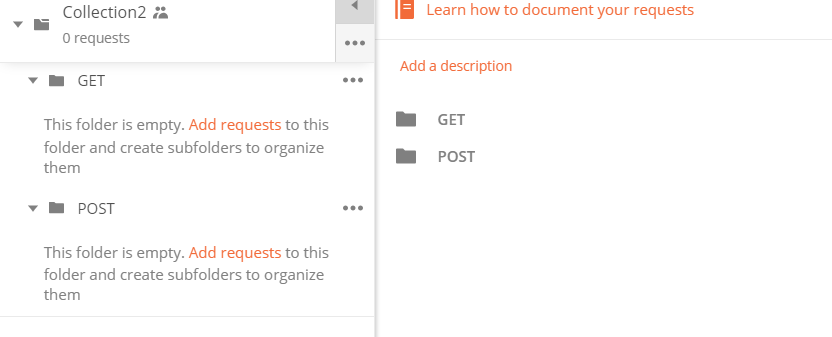 Collection2
0 requests
GET
This folder is empty. Add requests to this
folder and create subfolders to organize
them
POST
This folder is empty. Add requests to this
folder and create subfolders to organize
them
Learn how to document your requests
Add a description
GET
POST